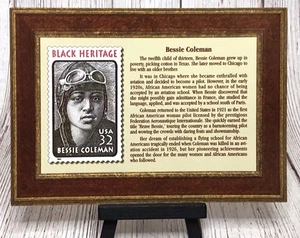 BLACK HERITAGE
USA
32
BESSIE COLEMAN
Bessie Coleman
The twelfth child of thirteen, Bessie Coleman grew up in
poverty, picking cotton in Texas. She later moved to Chicago to
live with an older brother.
It was in Chicago where she became enthralled with
aviation and decided to become a pilot. However, in the early
1920s, African American women had no chance of being
accepted by an aviation school. When Bessie discovered that
she might possibly gain admittance in France, she studied the
language, applied, and was accepted by a school south of Paris.
Coleman returned to the United States in 1921 as the first
African American woman pilot licensed by the prestigious
Federation Aeronautique Internationale. She quickly earned the
title 'Brave Bessie,' touring the country as a barnstorming pilot
and wowing the crowds with daring feats and showmanship.
Her dream of establishing a flying school for African
Americans tragically ended when Coleman was killed in an avi-
ation accident in 1926, but her pioneering achievements
opened the door for the many women and African Americans
who followed.